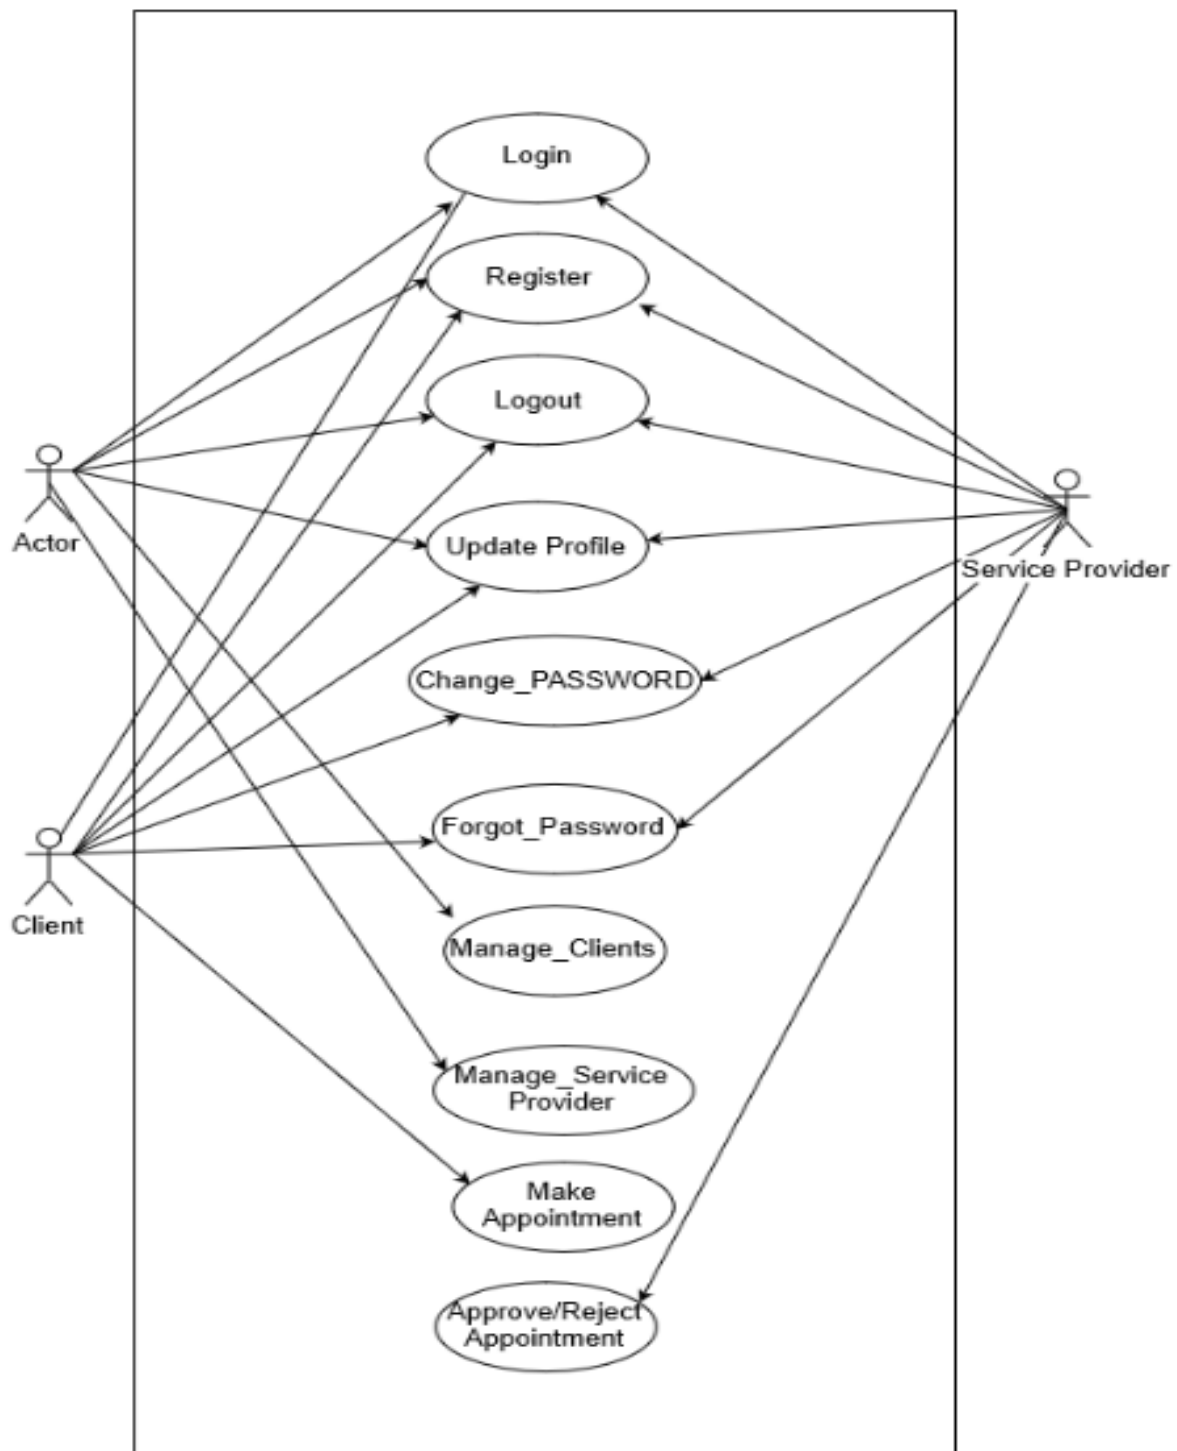 Login
Register
Logout
Actor
Update Profile
Service Provider
Change_PASSWORD
Forgot_Password
Client
Manage_Clients
Manage_Service
Provider
Make
Appointment
Approve/Reject
Appointment